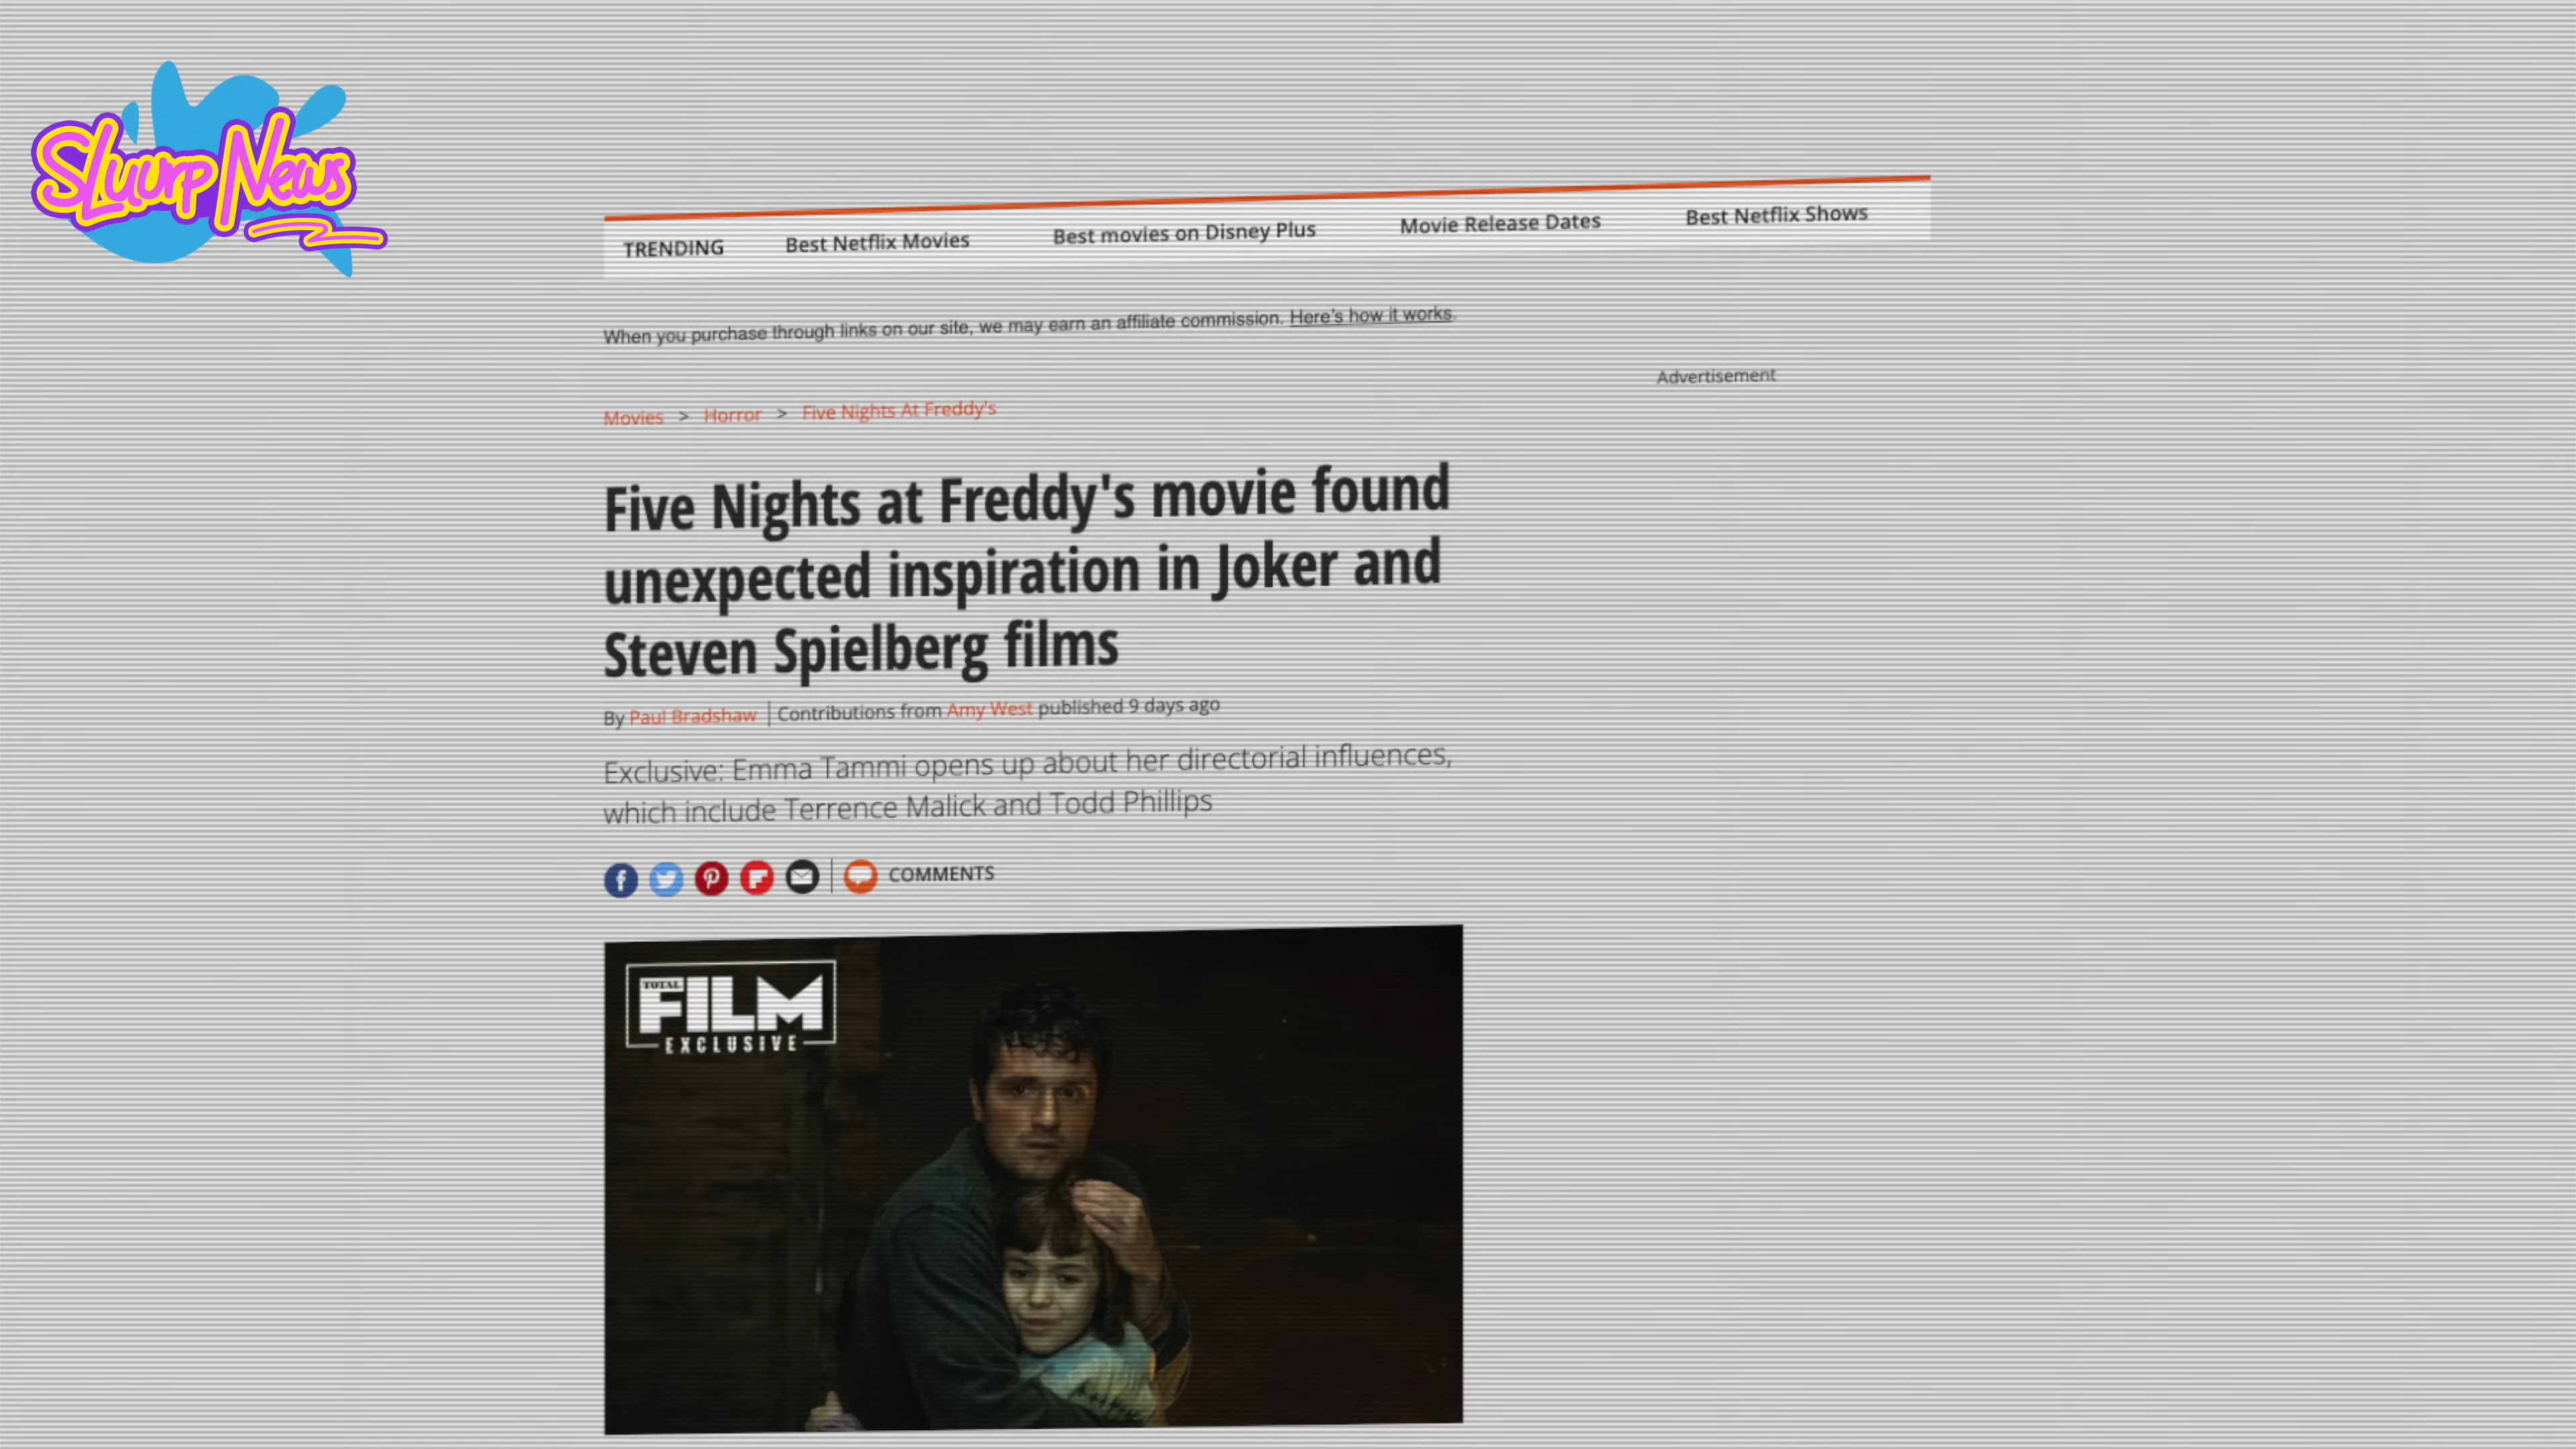 Sluurp News
TRENDING Best Netflix Movies Best movies on Disney Plus Movie Release Dates Best Netflix Shows
When you purchase through links on our site, we may earn an affiliate commission. Here's how it works.
Advertisement
Movies > Horror > Five Nights At Freddy's
Five Nights at Freddy's movie found
unexpected inspiration in Joker and
Steven Spielberg films
By Paul Bradshaw | Contributions from Amy West published 9 days ago
Exclusive: Emma Tammi opens up about her directorial influences,
which include Terrence Malick and Todd Phillips
COMMENTS
TOTAL
FILM
EXCLUSIVE